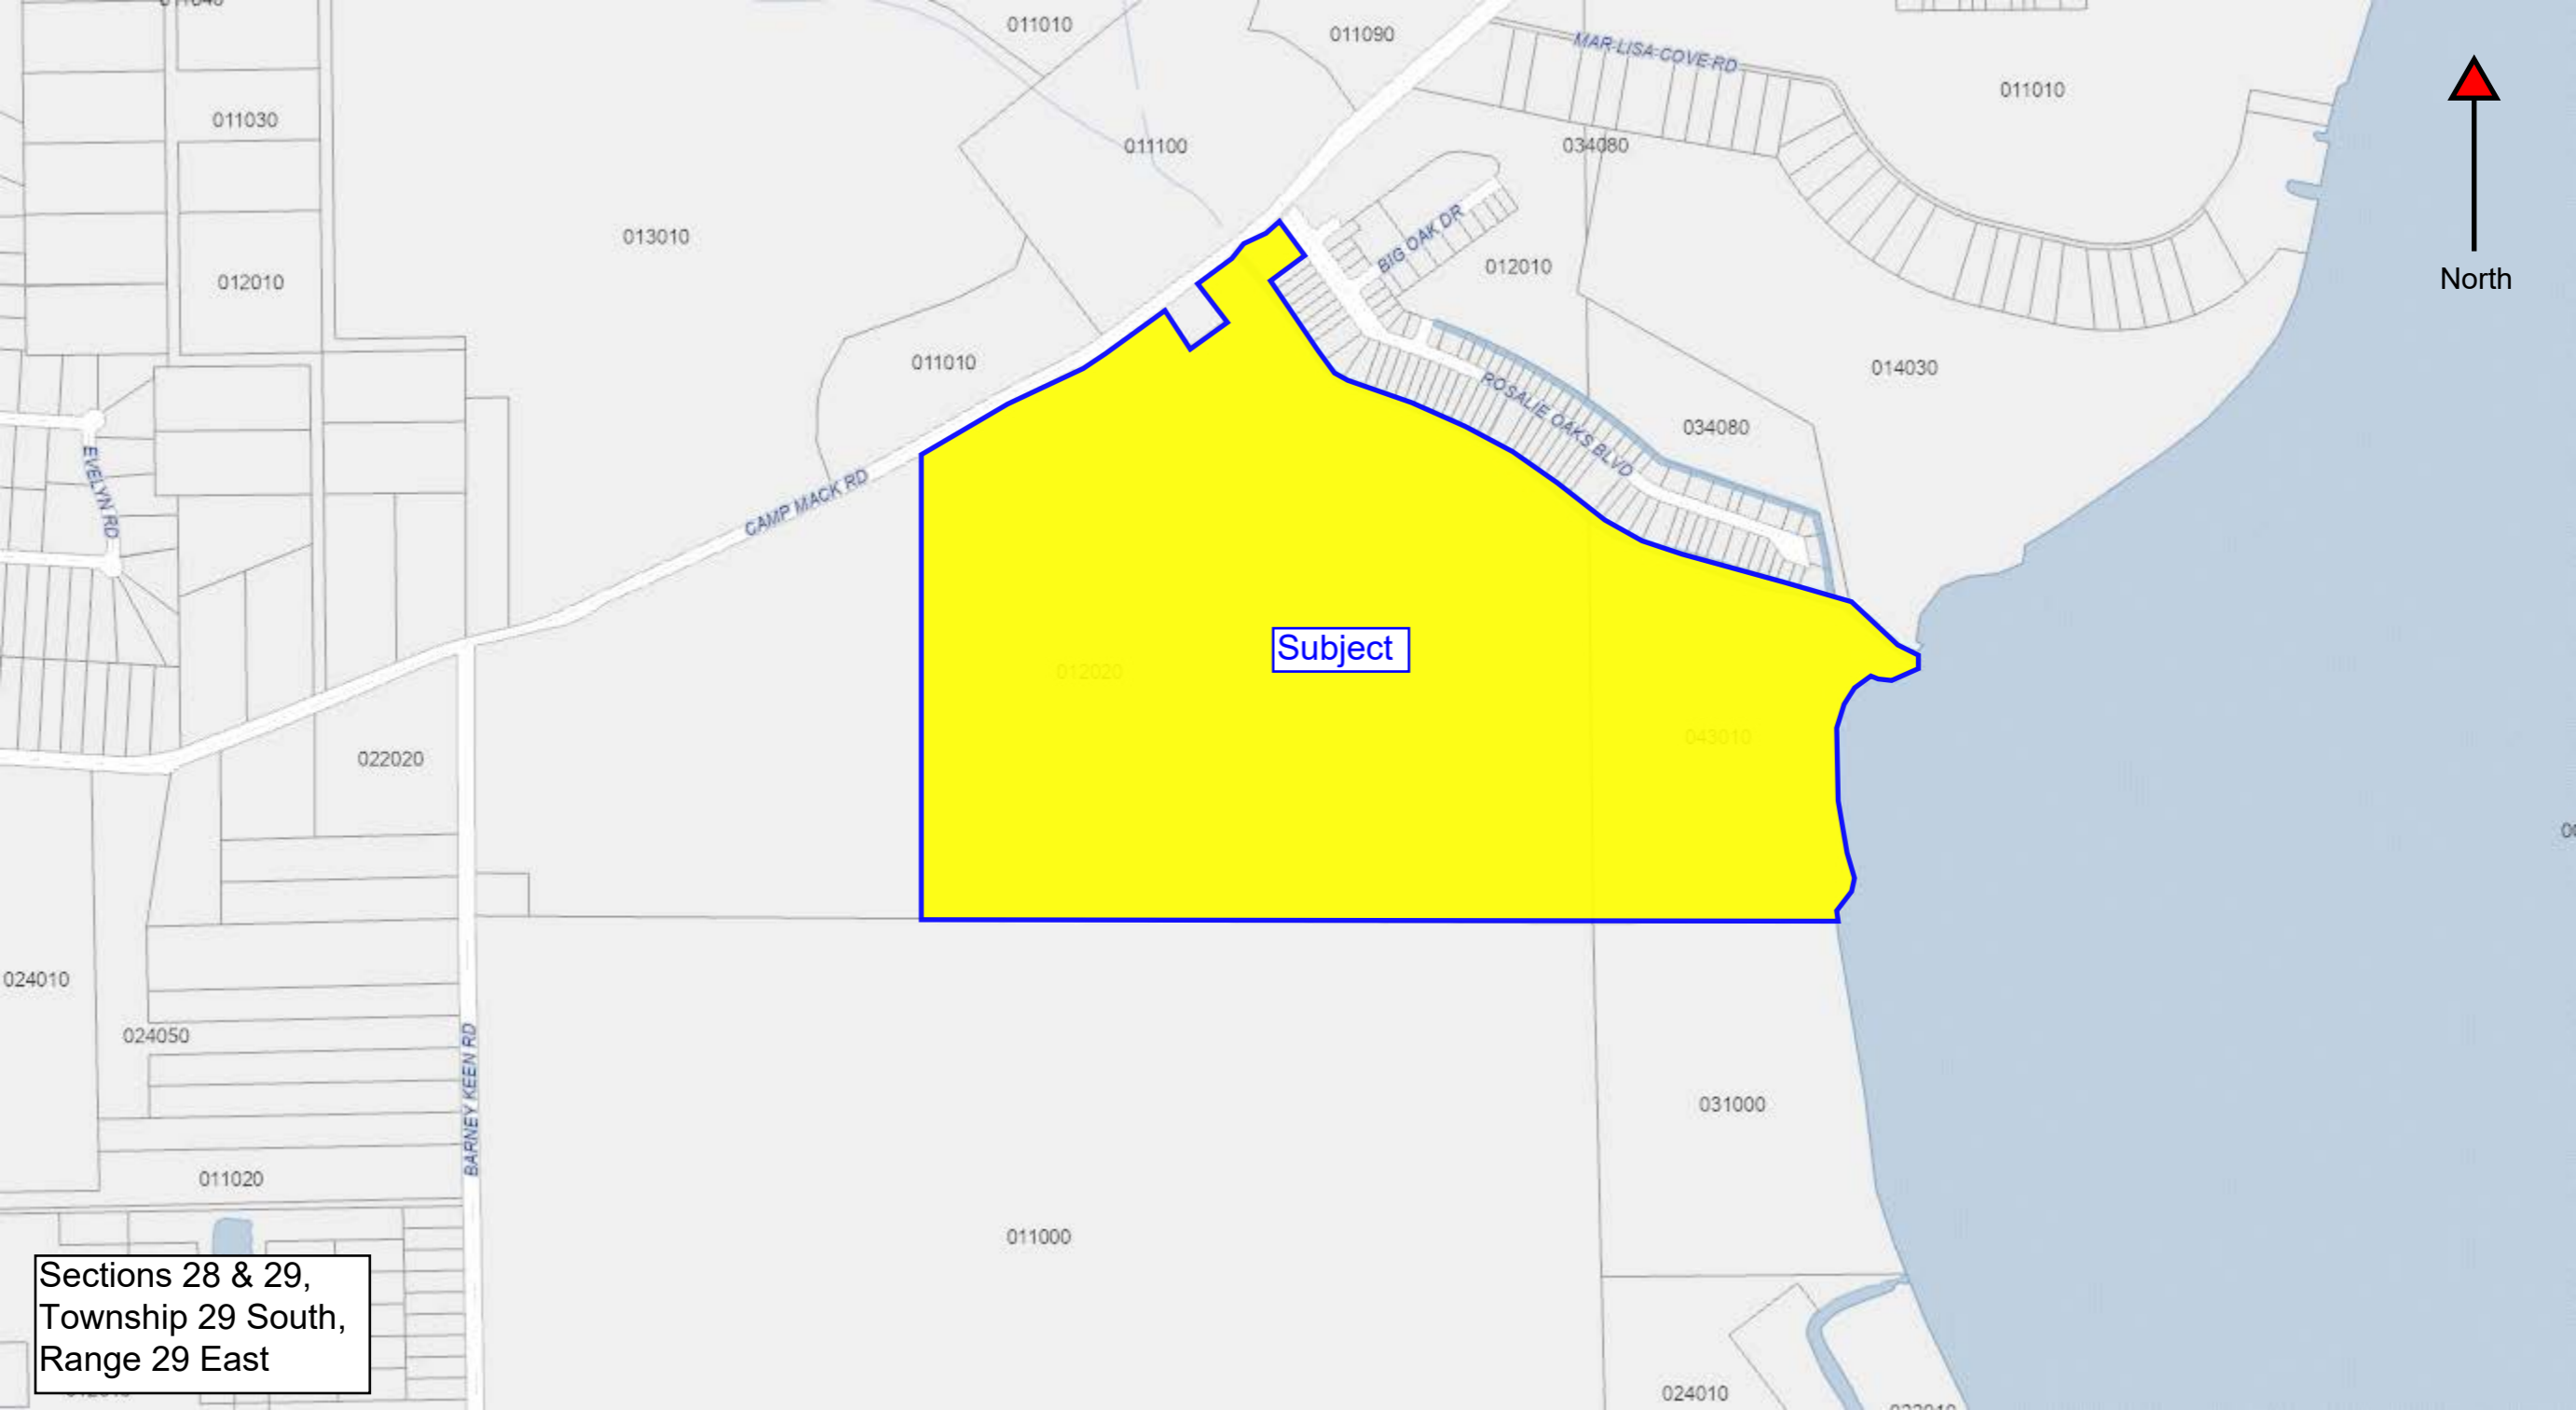 011010
011090
MAR-LISA-COVE-RD
011010
011030
011100
034080
013010
BIG OAK DR
012010
012010
North
011010
014030
ROSALIE OAKS BLVD
034080
EVELYN RD
CAMP MACK RD
Subject
012020
043010
022020
024010
024050
BARNEY KEEN RD
031000
011020
011000
Sections 28 & 29,
Township 29 South,
Range 29 East
024010